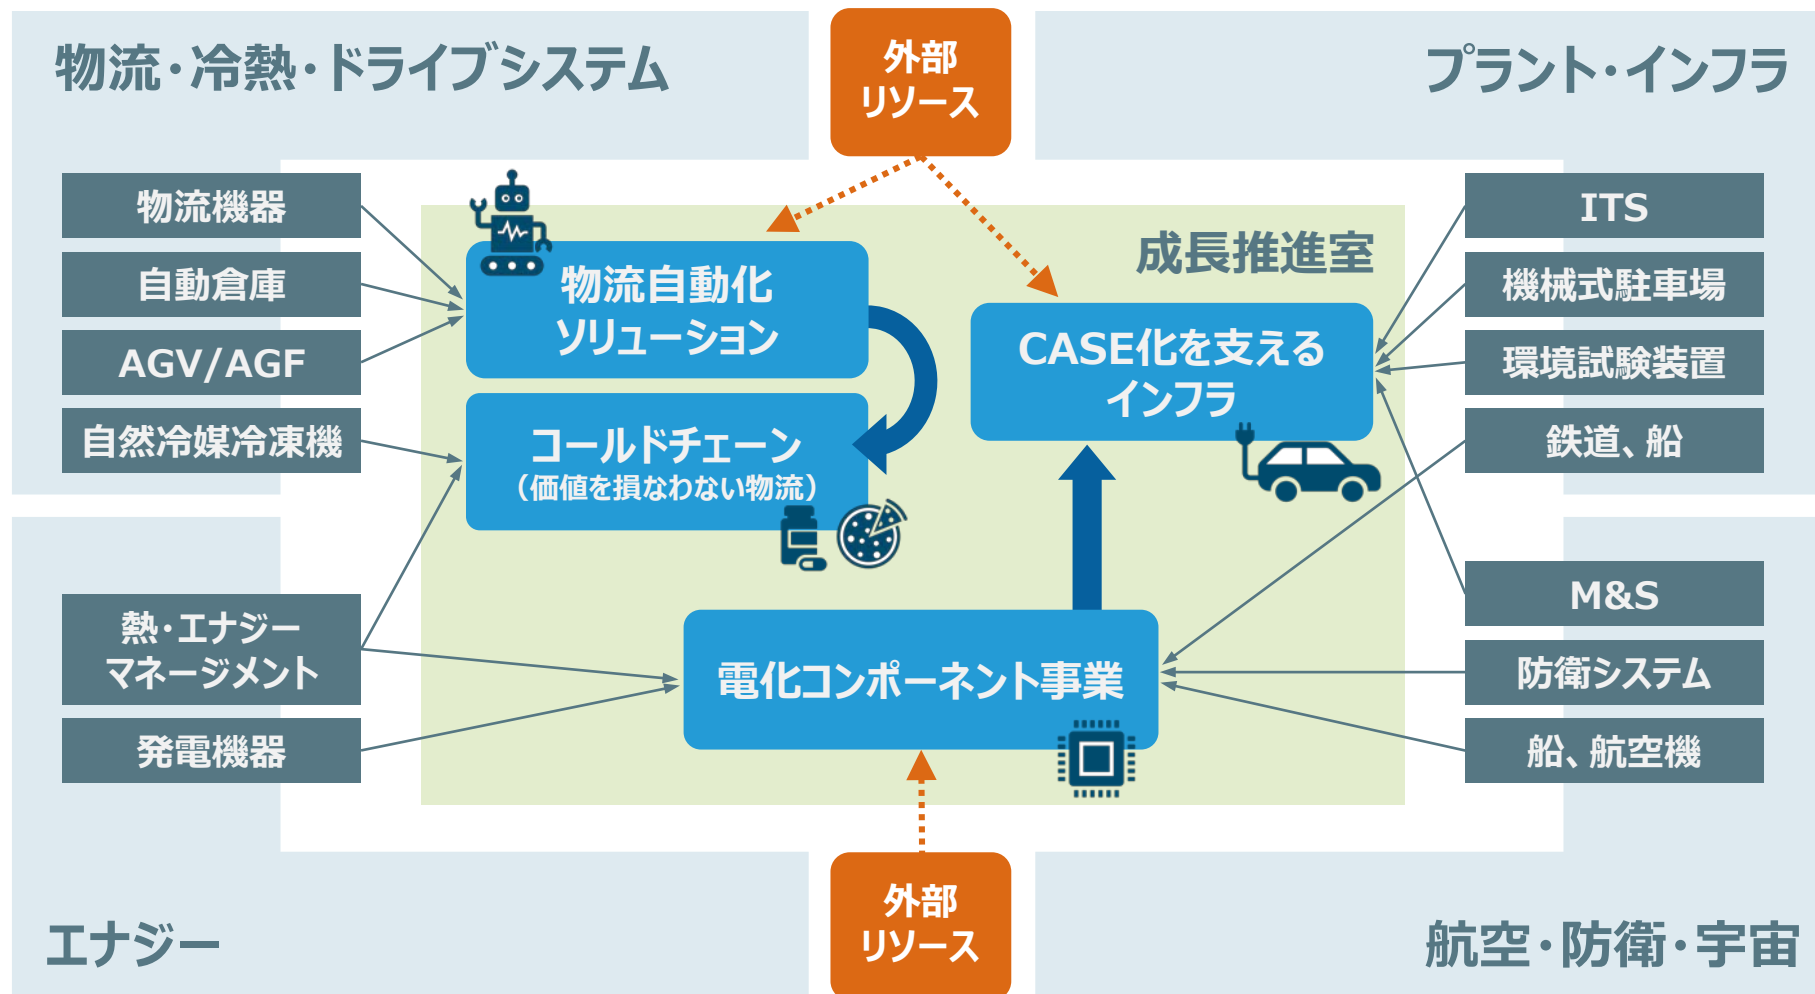 物流・冷熱・ドライブシステム
外部
リソース
プラント・インフラ
物流機器
自動倉庫
AGV/AGF
自然冷媒冷凍機
成長推進室
物流自動化
ソリューション
コールドチェーン
（価値を損なわない物流）
CASE化を支える
インフラ
ITS
機械式駐車場
環境試験装置
鉄道、船
熱・エナジー
マネージメント
発電機器
電化コンポーネント事業
M&S
防衛システム
船、航空機
エナジー
外部
リソース
航空・防衛・宇宙